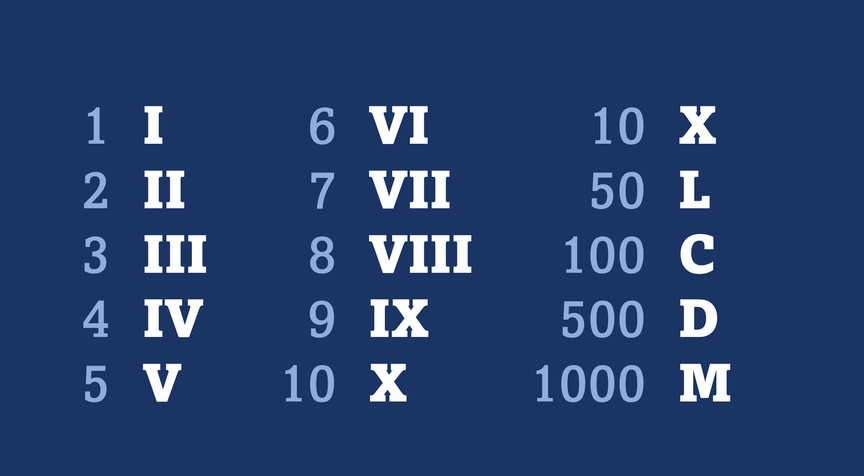 1 I 6 VI 10 X
2 II 7 VII 50 L
3 III 8 VIII 100 C
4 IV 9 IX 500 D
5 V 10 X 1000 M